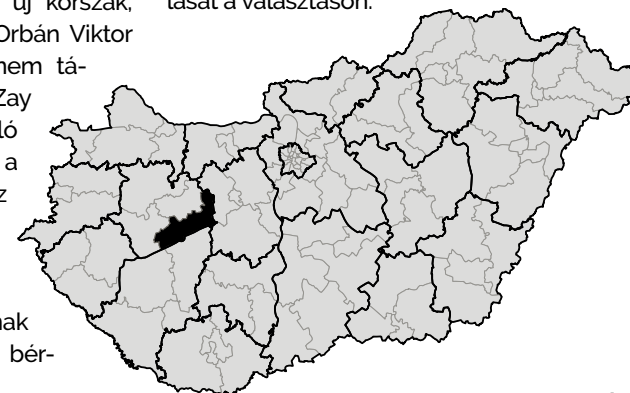 új korszak,
Orbán Viktor
nem tá-
Zay
ló
a
z
nak
bér-
tását a választáson.